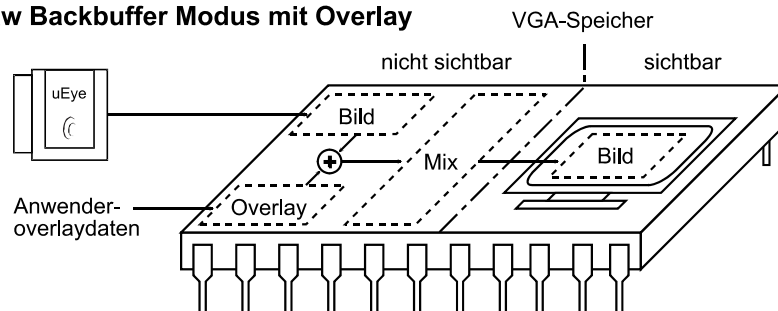 w Backbuffer Modus mit Overlay
VGA-Speicher
nicht sichtbar
sichtbar
uEye
Bild
Mix
Bild
Anwender-
overlaydaten
Overlay